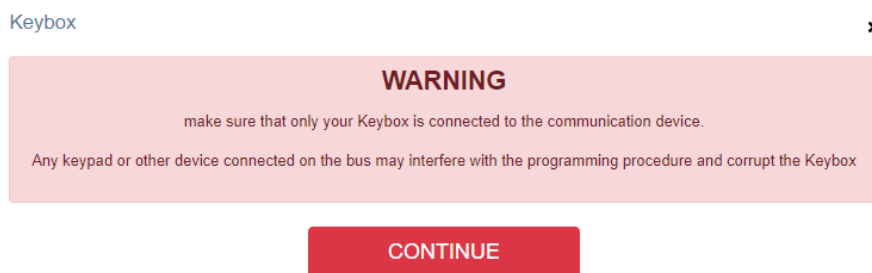 Keybox
WARNING
make sure that only your Keybox is connected to the communication device.
Any keypad or other device connected on the bus may interfere with the programming procedure and corrupt the Keybox
CONTINUE